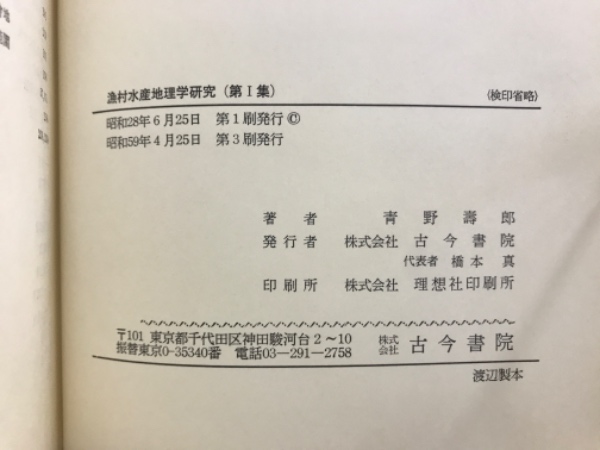 漁村水産地理学研究（第Ⅰ集）　（検印省略）
昭和28年6月25日　第1刷発行©
昭和59年4月25日　第3刷発行
著者　青野壽郎
発行者　株式会社　古今書院
代表者　橋本真
印刷所　株式会社　理想社印刷所
〒101 東京都千代田区神田駿河台2～10
振替東京0-35340番　電話03-291-2758
株式会社　古今書院
渡辺製本